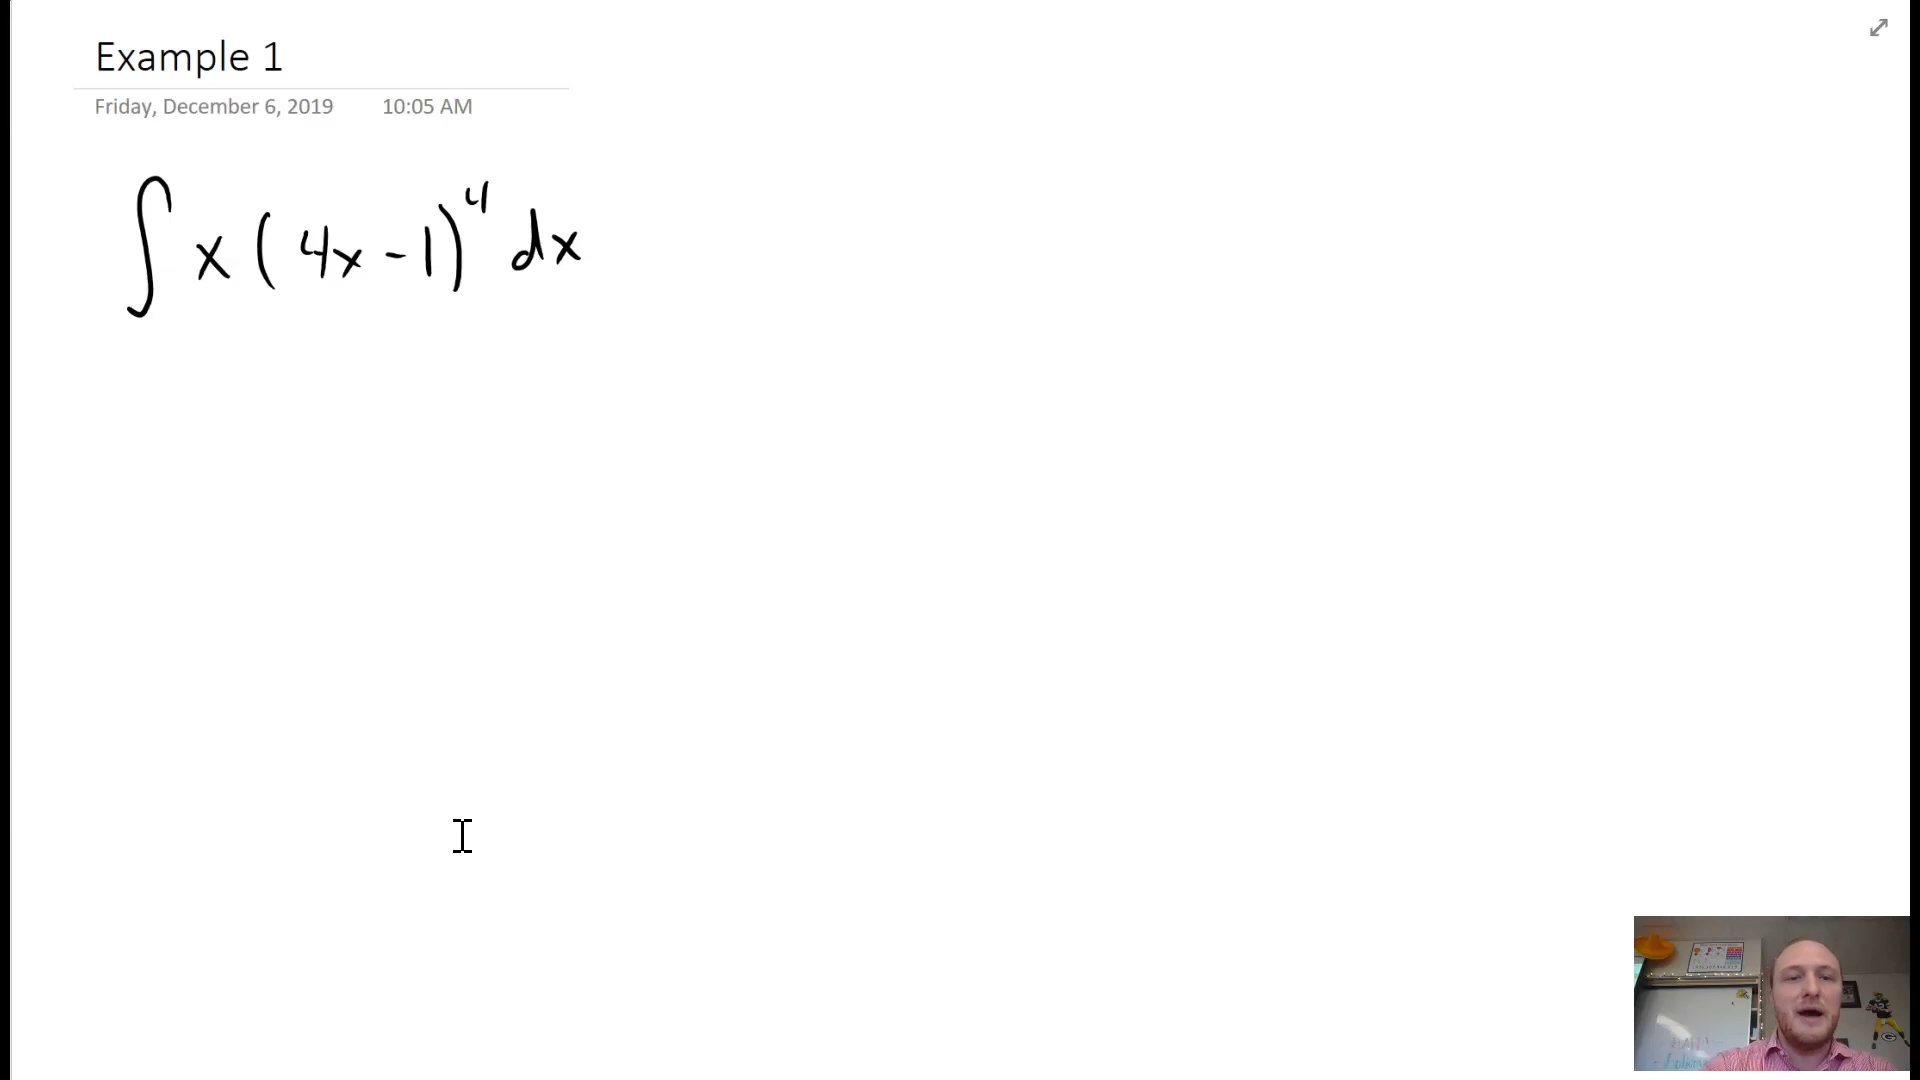 Example 1
Friday, December 6, 2019 10:05 AM
∫ x (4x - 1)^4 dx